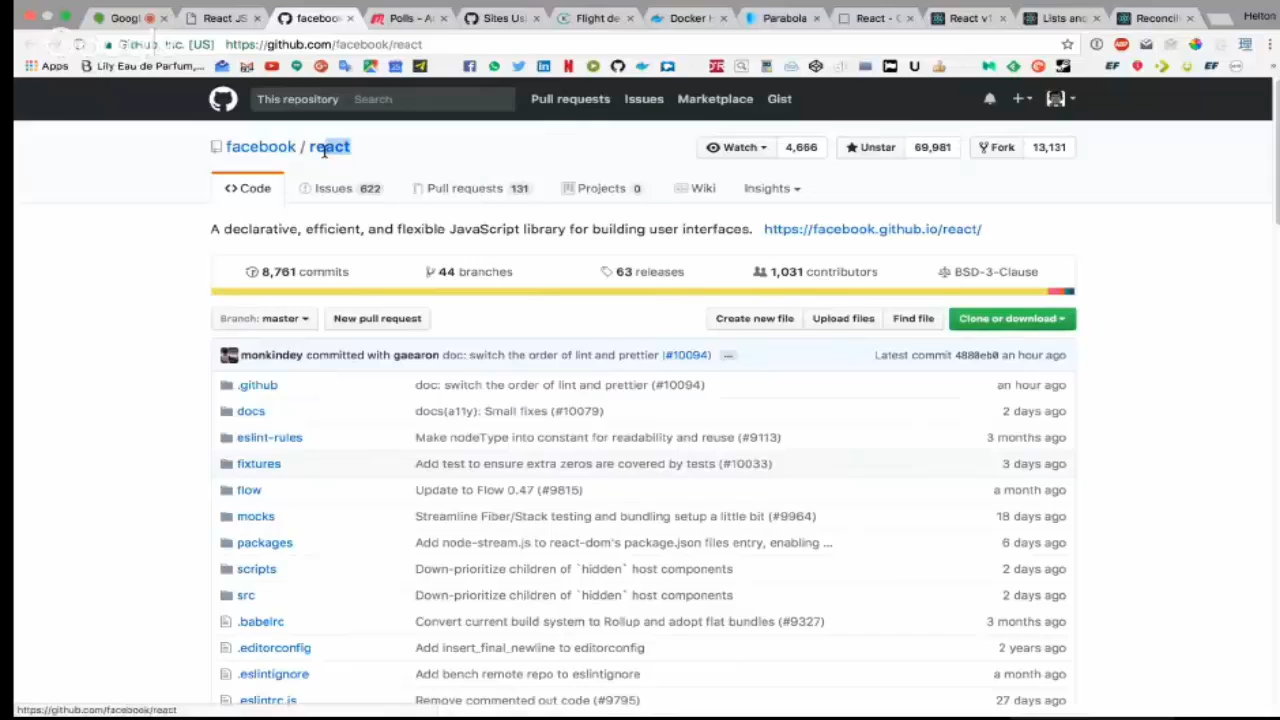 Googl
React JS
facebook
Polls - A
Sites Us
Flight de
Docker
Parabola
React -
React v1
Lists and
Reconcil
Helton
GitHub, Inc. [US] https://github.com/facebook/react
Apps Lily Eau de Parfum,...
This repository Search Pull requests Issues Marketplace Gist
facebook / react
Watch 4,666 Unstar 69,981 Fork 13,131
Code Issues 622 Pull requests 131 Projects 0 Wiki Insights
A declarative, efficient, and flexible JavaScript library for building user interfaces. https://facebook.github.io/react/
8,761 commits 44 branches 63 releases 1,031 contributors BSD-3-Clause
Branch: master New pull request Create new file Upload files Find file Clone or download
monkindey committed with gaearon doc: switch the order of lint and prettier (#10094) Latest commit 4880eb0 an hour ago
.github doc: switch the order of lint and prettier (#10094) an hour ago
docs docs(a11y): Small fixes (#10079) 2 days ago
eslint-rules Make nodeType into constant for readability and reuse (#9113) 3 months ago
fixtures Add test to ensure extra zeros are covered by tests (#10033) 3 days ago
flow Update to Flow 0.47 (#9815) a month ago
mocks Streamline Fiber/Stack testing and bundling setup a little bit (#9964) 18 days ago
packages Add node-stream.js to react-dom's package.json files entry, enabling ... 6 days ago
scripts Down-prioritize children of `hidden` host components 2 days ago
src Down-prioritize children of `hidden` host components 2 days ago
.babelrc Convert current build system to Rollup and adopt flat bundles (#9327) 3 months ago
.editorconfig Add insert_final_newline to editorconfig 2 years ago
.eslintignore Add bench remote repo to eslintignore a month ago
.eslintrc.js Remove commented out code (#9795) 27 days ago
https://github.com/facebook/react